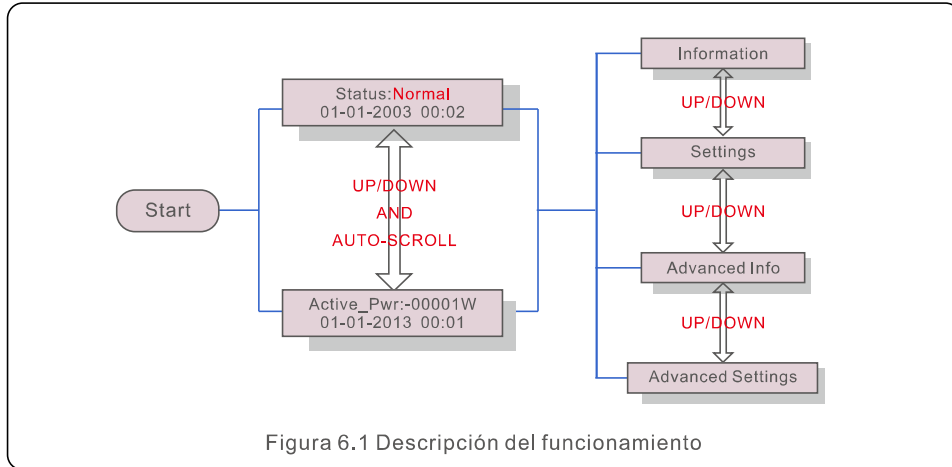 Start
Status:Normal
01-01-2003 00:02
UP/DOWN
AND
AUTO-SCROLL
Active_Pwr:-00001W
01-01-2013 00:01
Information
UP/DOWN
Settings
UP/DOWN
Advanced Info
UP/DOWN
Advanced Settings
Figura 6.1 Descripción del funcionamiento